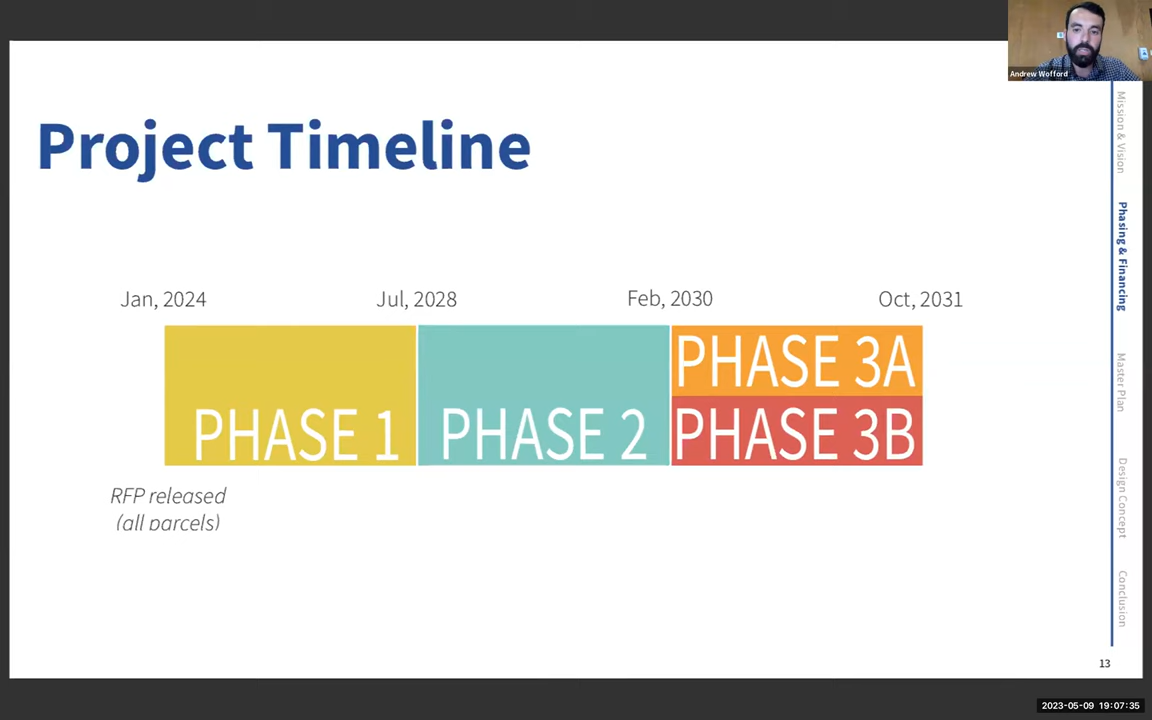 Andrew Wofford
Project Timeline
Jan, 2024
Jul, 2028
Feb, 2030
Oct, 2031
PHASE 1
PHASE 2
PHASE 3A
PHASE 3B
RFP released
(all parcels)
Mission & Vision
Phasing & Financing
Master Plan
Design Concept
Conclusion
13
2023-05-09 19:07:35